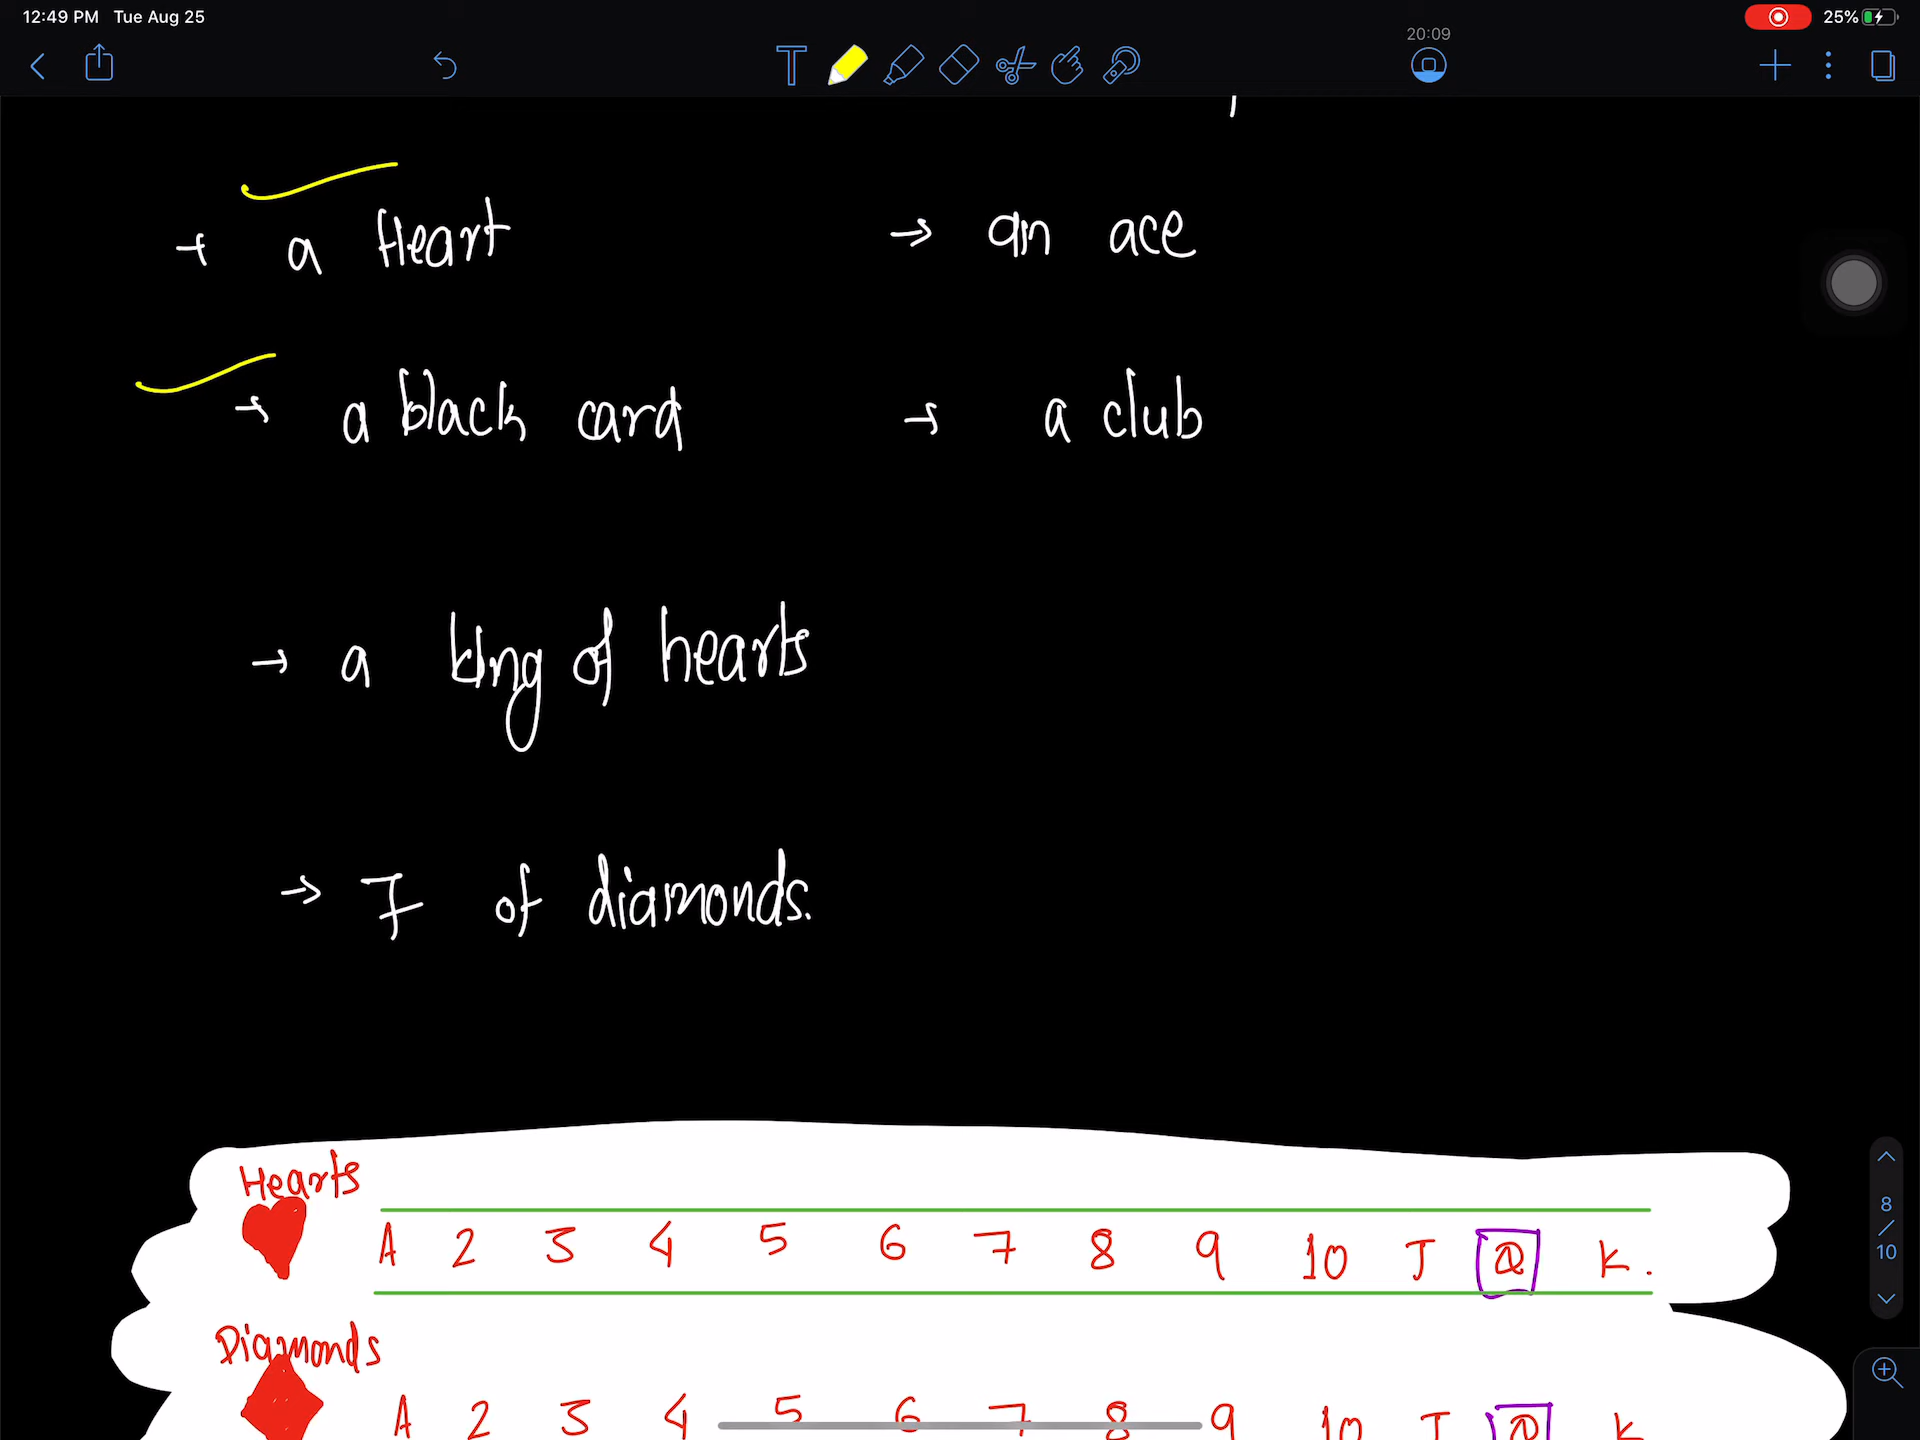 12:49 PM Tue Aug 25
25%
20:09
a Heart
→ an ace
→ a black card
→ a club
→ a king of hearts
→ 7 of diamonds.
8
/
10
Hearts
A 2 3 4 5 6 7 8 9 10 J Q K.
Diamonds
A 2 3 4 5 6 7 8 9 10 J Q K